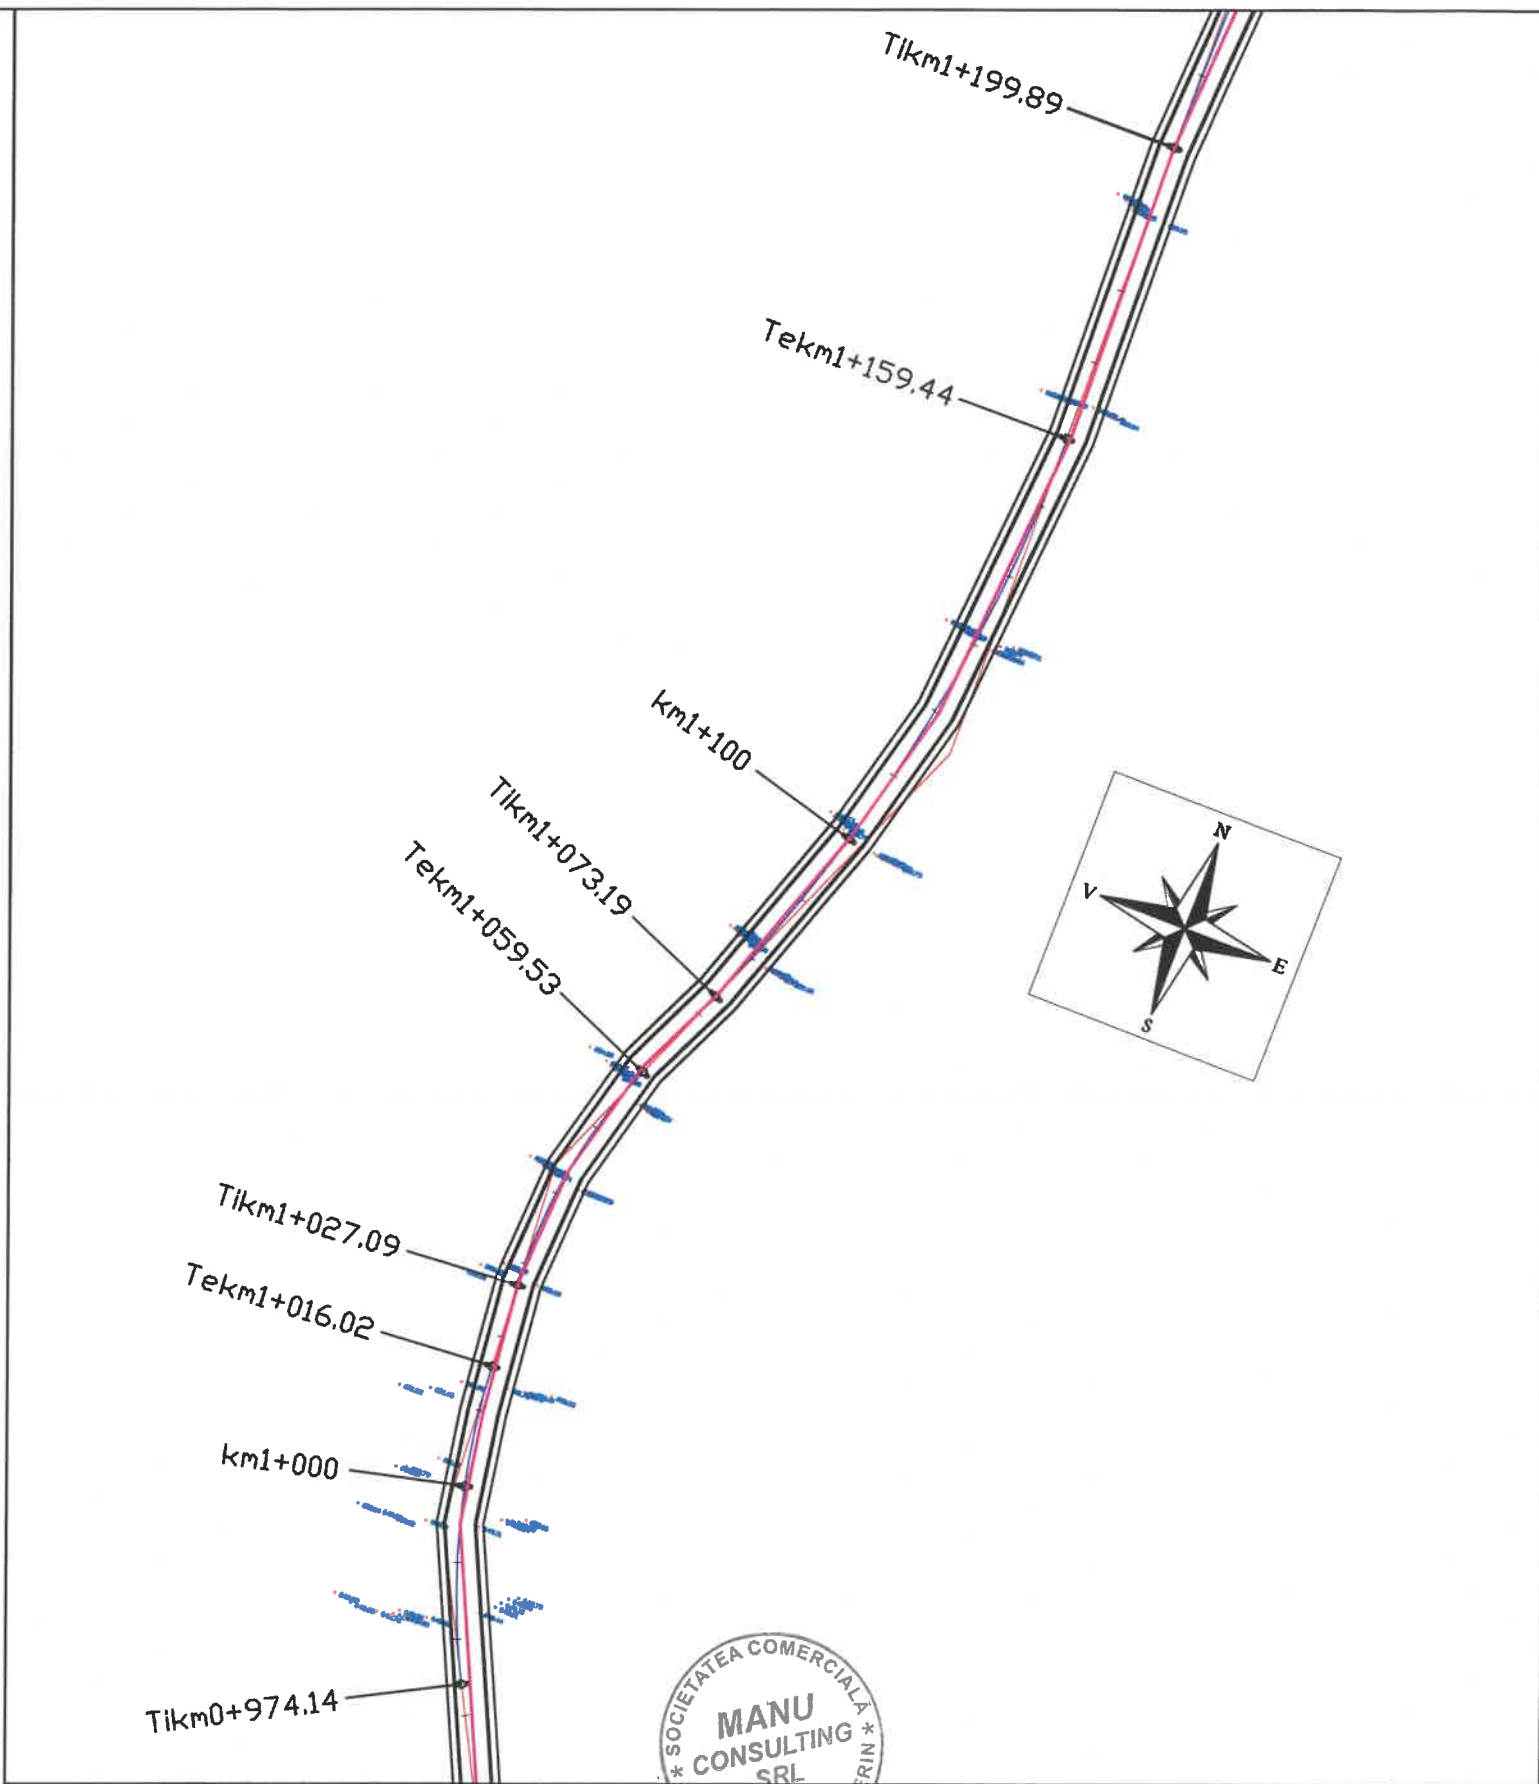 Tikm1+199.89
Tekm1+159.44
km1+100
Tikm1+073.19
Tekm1+059.53
N
V
E
S
Tikm1+027.09
Tekm1+016.02
km1+000
Tikm0+974.14
* SOCIETATEA COMERCIALĂ *
MANU
CONSULTING
SRL